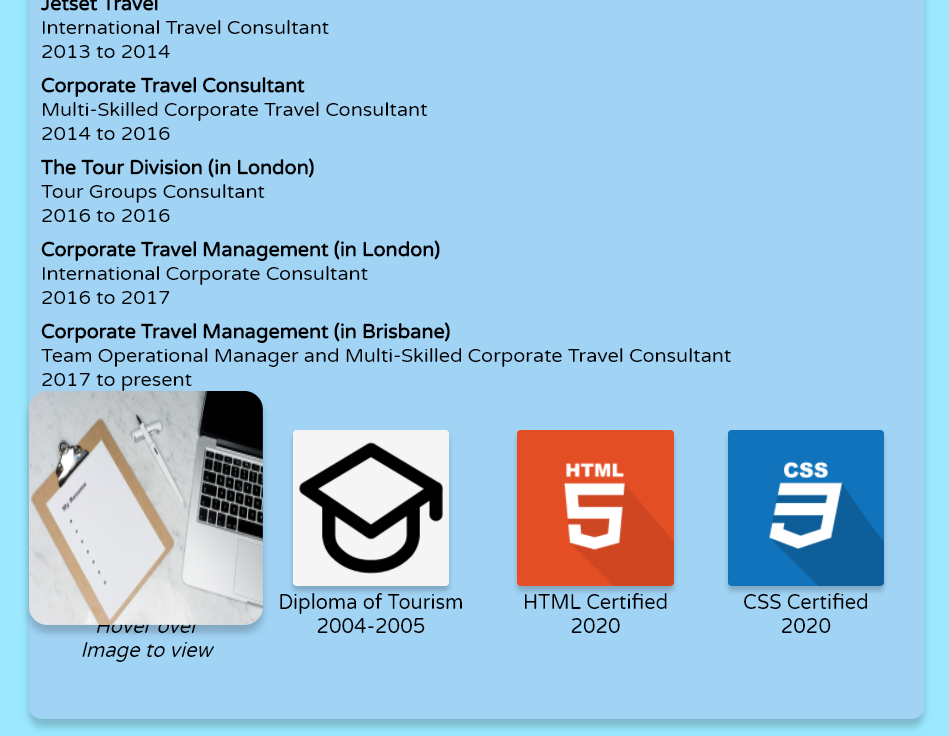 Jetset Travel
International Travel Consultant
2013 to 2014
Corporate Travel Consultant
Multi-Skilled Corporate Travel Consultant
2014 to 2016
The Tour Division (in London)
Tour Groups Consultant
2016 to 2016
Corporate Travel Management (in London)
International Corporate Consultant
2016 to 2017
Corporate Travel Management (in Brisbane)
Team Operational Manager and Multi-Skilled Corporate Travel Consultant
2017 to present
My Resume
HTML
5
CSS
3
Hover over
Image to view
Diploma of Tourism
2004-2005
HTML Certified
2020
CSS Certified
2020